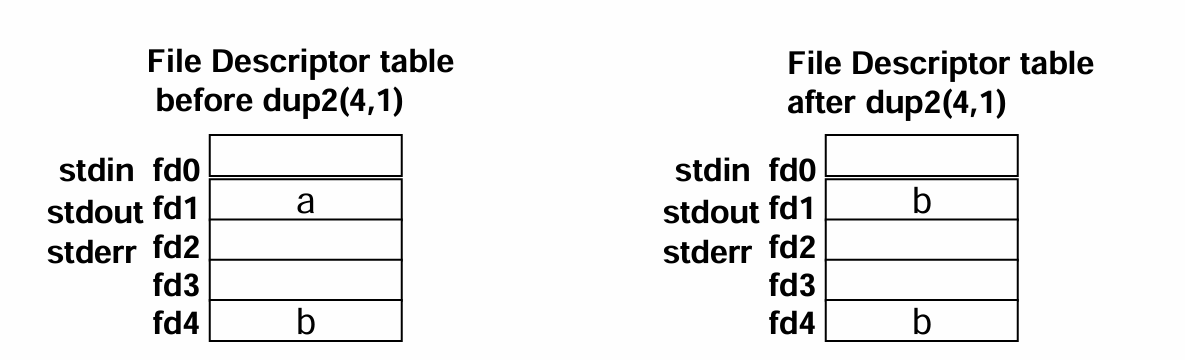 File Descriptor table
before dup2(4,1)
stdin fd0
stdout fd1 a
stderr fd2
fd3
fd4 b
File Descriptor table
after dup2(4,1)
stdin fd0
stdout fd1 b
stderr fd2
fd3
fd4 b